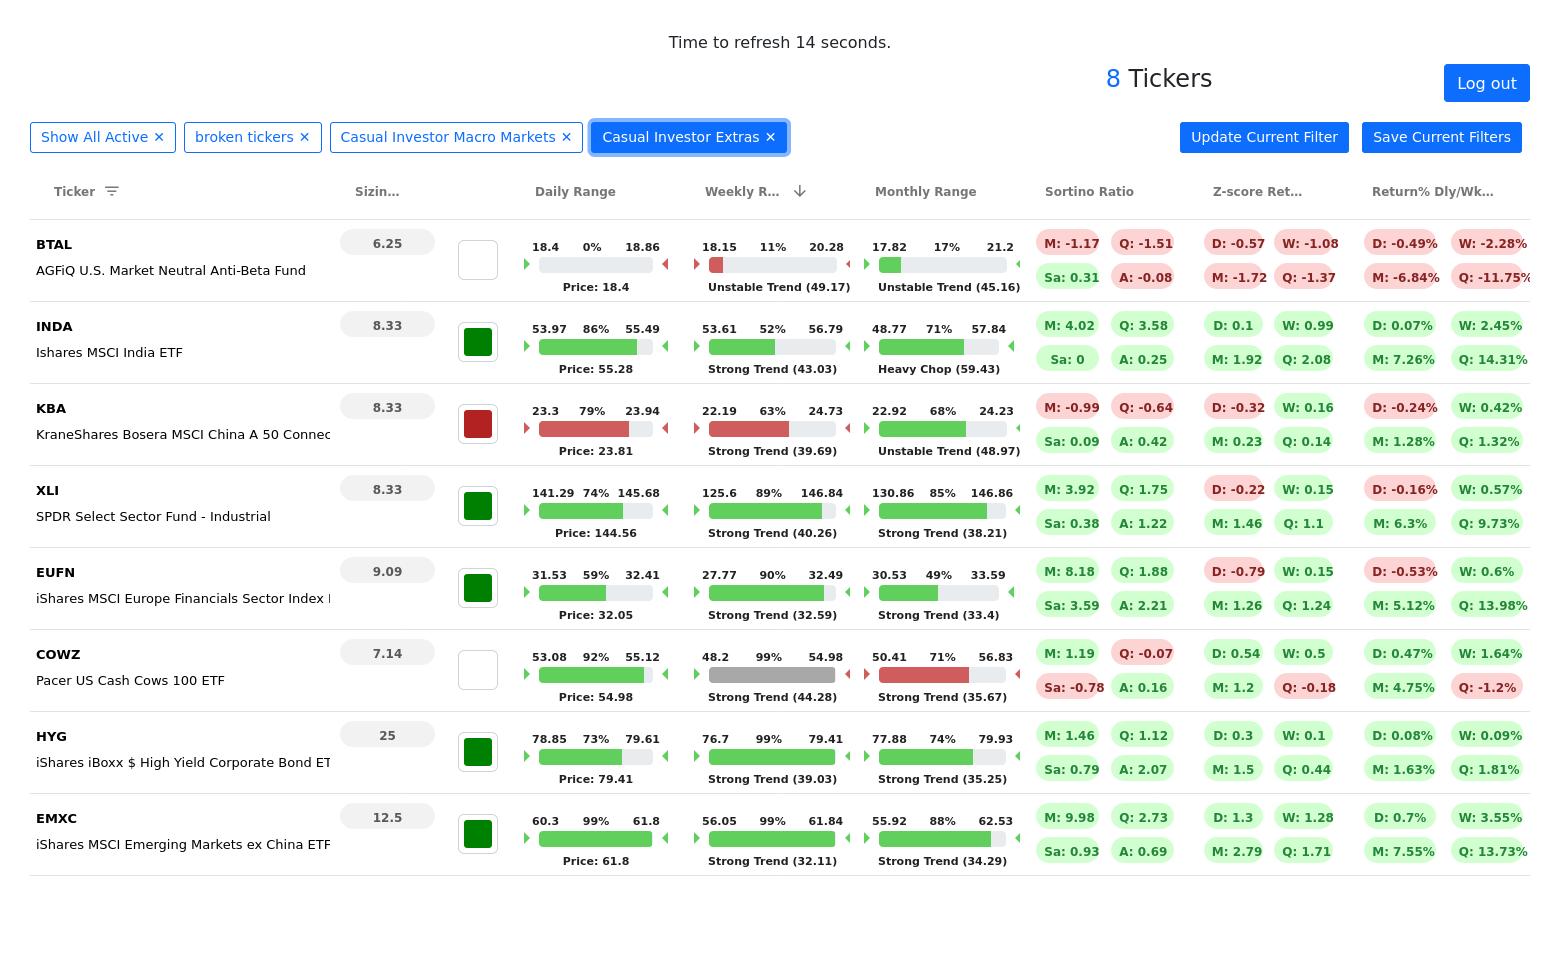 Time to refresh 14 seconds.
8 Tickers
Log out
Show All Active ✕ broken tickers ✕ Casual Investor Macro Markets ✕ Casual Investor Extras ✕ Update Current Filter Save Current Filters
Ticker Sizin... Daily Range Weekly R... Monthly Range Sortino Ratio Z-score Ret... Return% Dly/Wk...
BTAL 6.25 18.4 0% 18.86 18.15 11% 20.28 17.82 17% 21.2 M: -1.17 Q: -1.51 D: -0.57 W: -1.08 D: -0.49% W: -2.28%
AGFiQ U.S. Market Neutral Anti-Beta Fund Price: 18.4 Unstable Trend (49.17) Unstable Trend (45.16) Sa: 0.31 A: -0.08 M: -1.72 Q: -1.37 M: -6.84% Q: -11.75%
INDA 8.33 53.97 86% 55.49 53.61 52% 56.79 48.77 71% 57.84 M: 4.02 Q: 3.58 D: 0.1 W: 0.99 D: 0.07% W: 2.45%
Ishares MSCI India ETF Price: 55.28 Strong Trend (43.03) Heavy Chop (59.43) Sa: 0 A: 0.25 M: 1.92 Q: 2.08 M: 7.26% Q: 14.31%
KBA 8.33 23.3 79% 23.94 22.19 63% 24.73 22.92 68% 24.23 M: -0.99 Q: -0.64 D: -0.32 W: 0.16 D: -0.24% W: 0.42%
KraneShares Bosera MSCI China A 50 Connec Price: 23.81 Strong Trend (39.69) Unstable Trend (48.97) Sa: 0.09 A: 0.42 M: 0.23 Q: 0.14 M: 1.28% Q: 1.32%
XLI 8.33 141.29 74% 145.68 125.6 89% 146.84 130.86 85% 146.86 M: 3.92 Q: 1.75 D: -0.22 W: 0.15 D: -0.16% W: 0.57%
SPDR Select Sector Fund - Industrial Price: 144.56 Strong Trend (40.26) Strong Trend (38.21) Sa: 0.38 A: 1.22 M: 1.46 Q: 1.1 M: 6.3% Q: 9.73%
EUFN 9.09 31.53 59% 32.41 27.77 90% 32.49 30.53 49% 33.59 M: 8.18 Q: 1.88 D: -0.79 W: 0.15 D: -0.53% W: 0.6%
iShares MSCI Europe Financials Sector Index Price: 32.05 Strong Trend (32.59) Strong Trend (33.4) Sa: 3.59 A: 2.21 M: 1.26 Q: 1.24 M: 5.12% Q: 13.98%
COWZ 7.14 53.08 92% 55.12 48.2 99% 54.98 50.41 71% 56.83 M: 1.19 Q: -0.07 D: 0.54 W: 0.5 D: 0.47% W: 1.64%
Pacer US Cash Cows 100 ETF Price: 54.98 Strong Trend (44.28) Strong Trend (35.67) Sa: -0.78 A: 0.16 M: 1.2 Q: -0.18 M: 4.75% Q: -1.2%
HYG 25 78.85 73% 79.61 76.7 99% 79.41 77.88 74% 79.93 M: 1.46 Q: 1.12 D: 0.3 W: 0.1 D: 0.08% W: 0.09%
iShares iBoxx $ High Yield Corporate Bond ET Price: 79.41 Strong Trend (39.03) Strong Trend (35.25) Sa: 0.79 A: 2.07 M: 1.5 Q: 0.44 M: 1.63% Q: 1.81%
EMXC 12.5 60.3 99% 61.8 56.05 99% 61.84 55.92 88% 62.53 M: 9.98 Q: 2.73 D: 1.3 W: 1.28 D: 0.7% W: 3.55%
iShares MSCI Emerging Markets ex China ETF Price: 61.8 Strong Trend (32.11) Strong Trend (34.29) Sa: 0.93 A: 0.69 M: 2.79 Q: 1.71 M: 7.55% Q: 13.73%